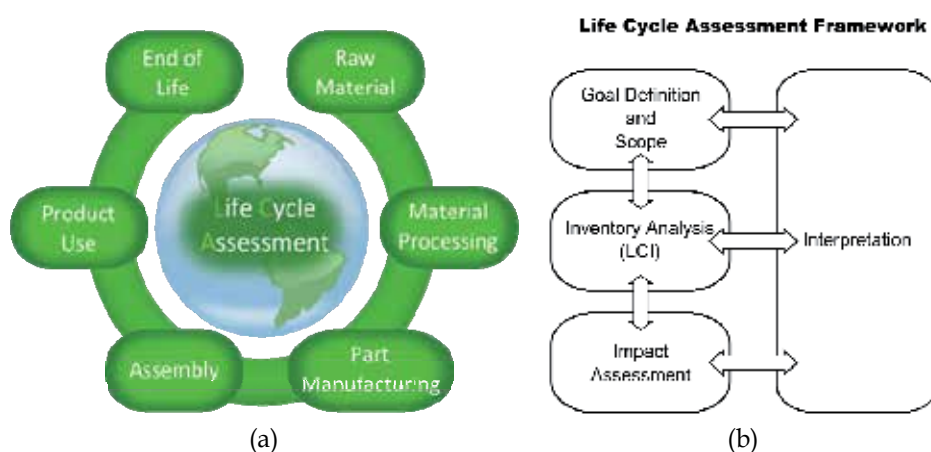 End of
Life
Raw
Material
Product
Use
Life Cycle
Assessment
Material
Processing
Assembly
Part
Manufacturing
(a)
Life Cycle Assessment Framework
Goal Definition
and
Scope
Inventory Analysis
(LCI)
Interpretation
Impact
Assessment
(b)